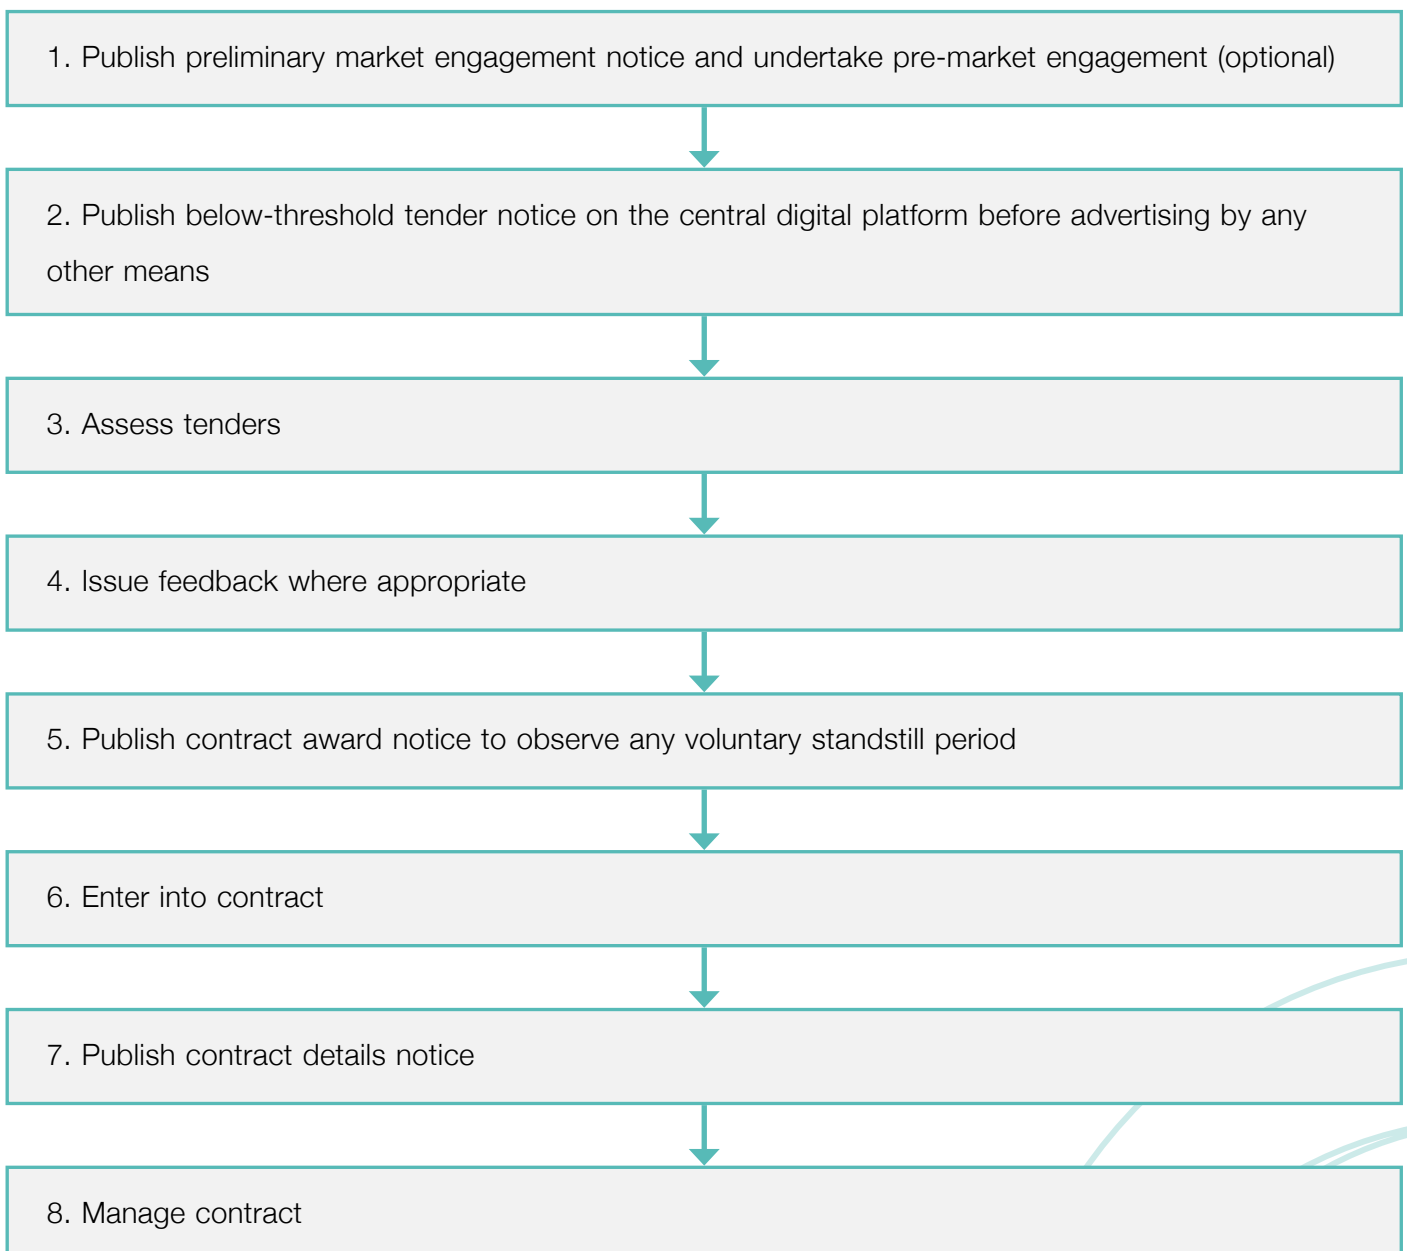 1. Publish preliminary market engagement notice and undertake pre-market engagement (optional)
2. Publish below-threshold tender notice on the central digital platform before advertising by any
other means
3. Assess tenders
4. Issue feedback where appropriate
5. Publish contract award notice to observe any voluntary standstill period
6. Enter into contract
7. Publish contract details notice
8. Manage contract